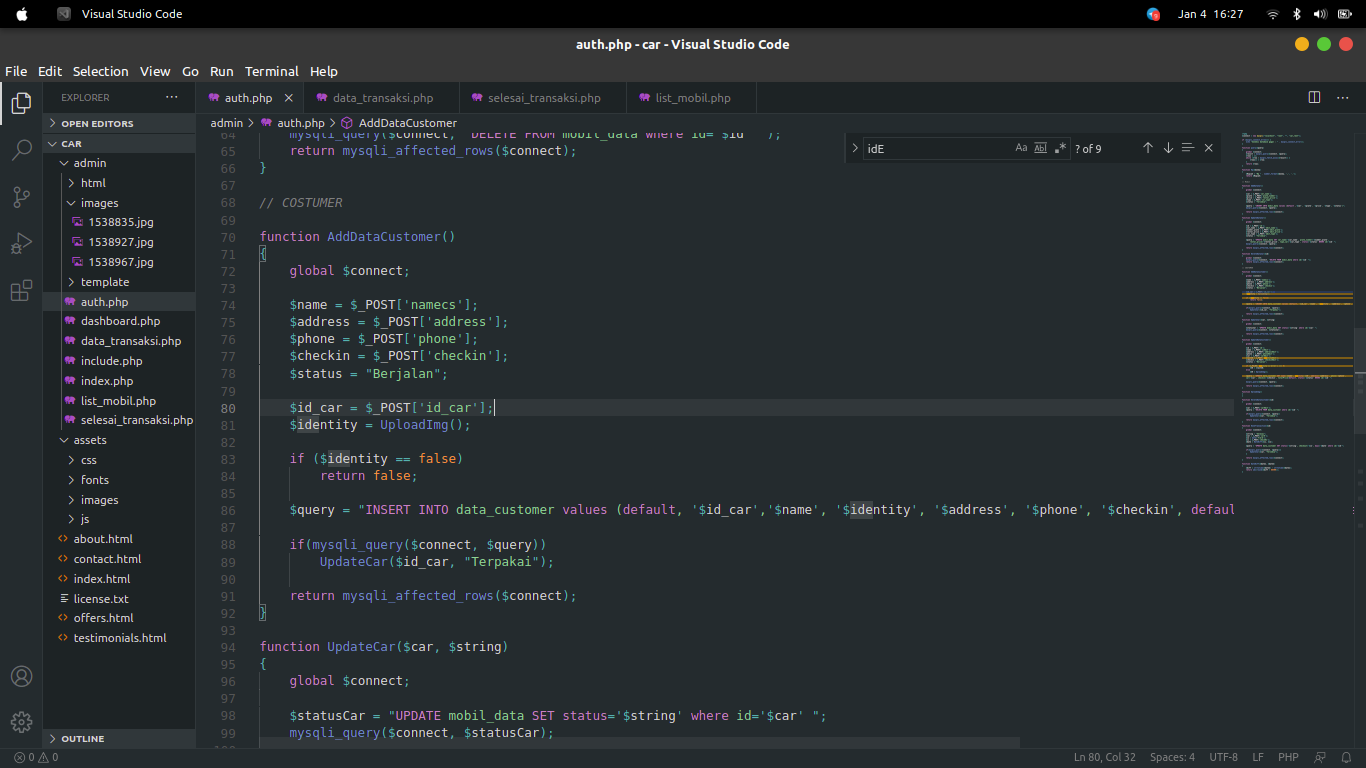 Visual Studio Code
Jan 4 16:27
auth.php - car - Visual Studio Code
File Edit Selection View Go Run Terminal Help
EXPLORER
auth.php
data_transaksi.php
selesai_transaksi.php
list_mobil.php
OPEN EDITORS
CAR
admin
html
images
1538835.jpg
1538927.jpg
1538967.jpg
template
auth.php
dashboard.php
data_transaksi.php
include.php
index.php
list_mobil.php
selesai_transaksi.php
assets
css
fonts
images
js
about.html
contact.html
index.html
license.txt
offers.html
testimonials.html
OUTLINE
admin > auth.php > AddDataCustomer
idE
Aa Abl .*
? of 9
64 mysqli_query($connect, "DELETE FROM mobil_data where id='$id' ");
65 return mysqli_affected_rows($connect);
66 }
67
68 // COSTUMER
69
70 function AddDataCustomer()
71 {
72 global $connect;
73
74 $name = $_POST['namecs'];
75 $address = $_POST['address'];
76 $phone = $_POST['phone'];
77 $checkin = $_POST['checkin'];
78 $status = "Berjalan";
79
80 $id_car = $_POST['id_car'];
81 $identity = UploadImg();
82
83 if ($identity == false)
84 return false;
85
86 $query = "INSERT INTO data_customer values (default, '$id_car','$name', '$identity', '$address', '$phone', '$checkin', defaul
87
88 if(mysqli_query($connect, $query))
89 UpdateCar($id_car, "Terpakai");
90
91 return mysqli_affected_rows($connect);
92 }
93
94 function UpdateCar($car, $string)
95 {
96 global $connect;
97
98 $statusCar = "UPDATE mobil_data SET status='$string' where id='$car' ";
99 mysqli_query($connect, $statusCar);
0 0
Ln 80, Col 32 Spaces: 4 UTF-8 LF PHP